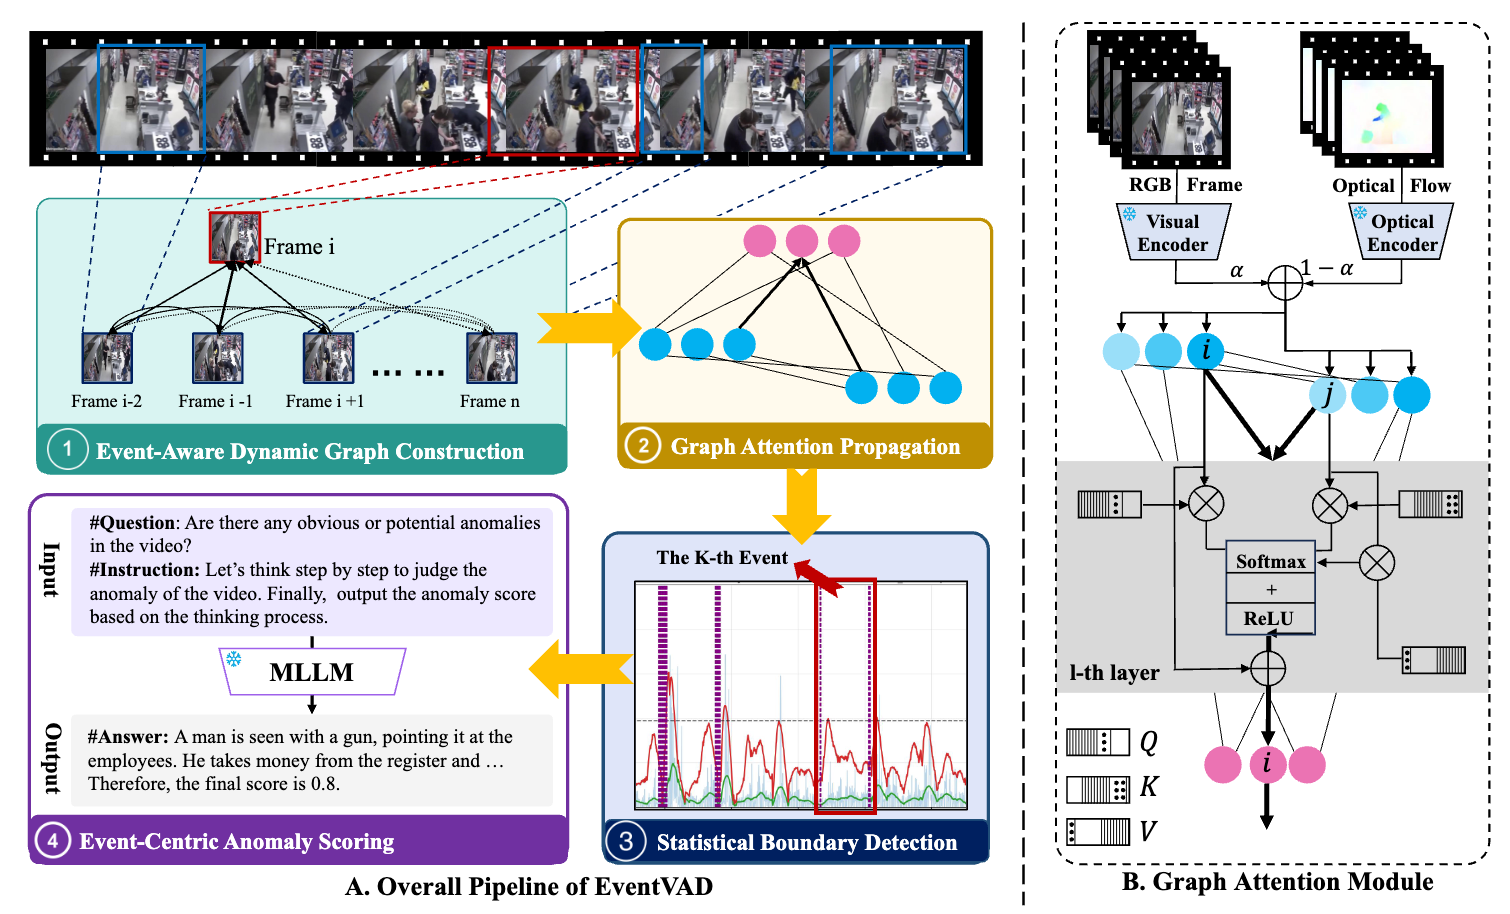 Frame i
Frame i-2
Frame i -1
Frame i +1
... ...
Frame n
1 Event-Aware Dynamic Graph Construction
2 Graph Attention Propagation
Input
#Question: Are there any obvious or potential anomalies
in the video?
#Instruction: Let's think step by step to judge the
anomaly of the video. Finally, output the anomaly score
based on the thinking process.
MLLM
Output
#Answer: A man is seen with a gun, pointing it at the
employees. He takes money from the register and …
Therefore, the final score is 0.8.
4 Event-Centric Anomaly Scoring
The K-th Event
3 Statistical Boundary Detection
A. Overall Pipeline of EventVAD
RGB Frame
Optical Flow
Visual
Encoder
Optical
Encoder
α
1 − α
i
j
Softmax
+
ReLU
l-th layer
Q
K
V
i
B. Graph Attention Module